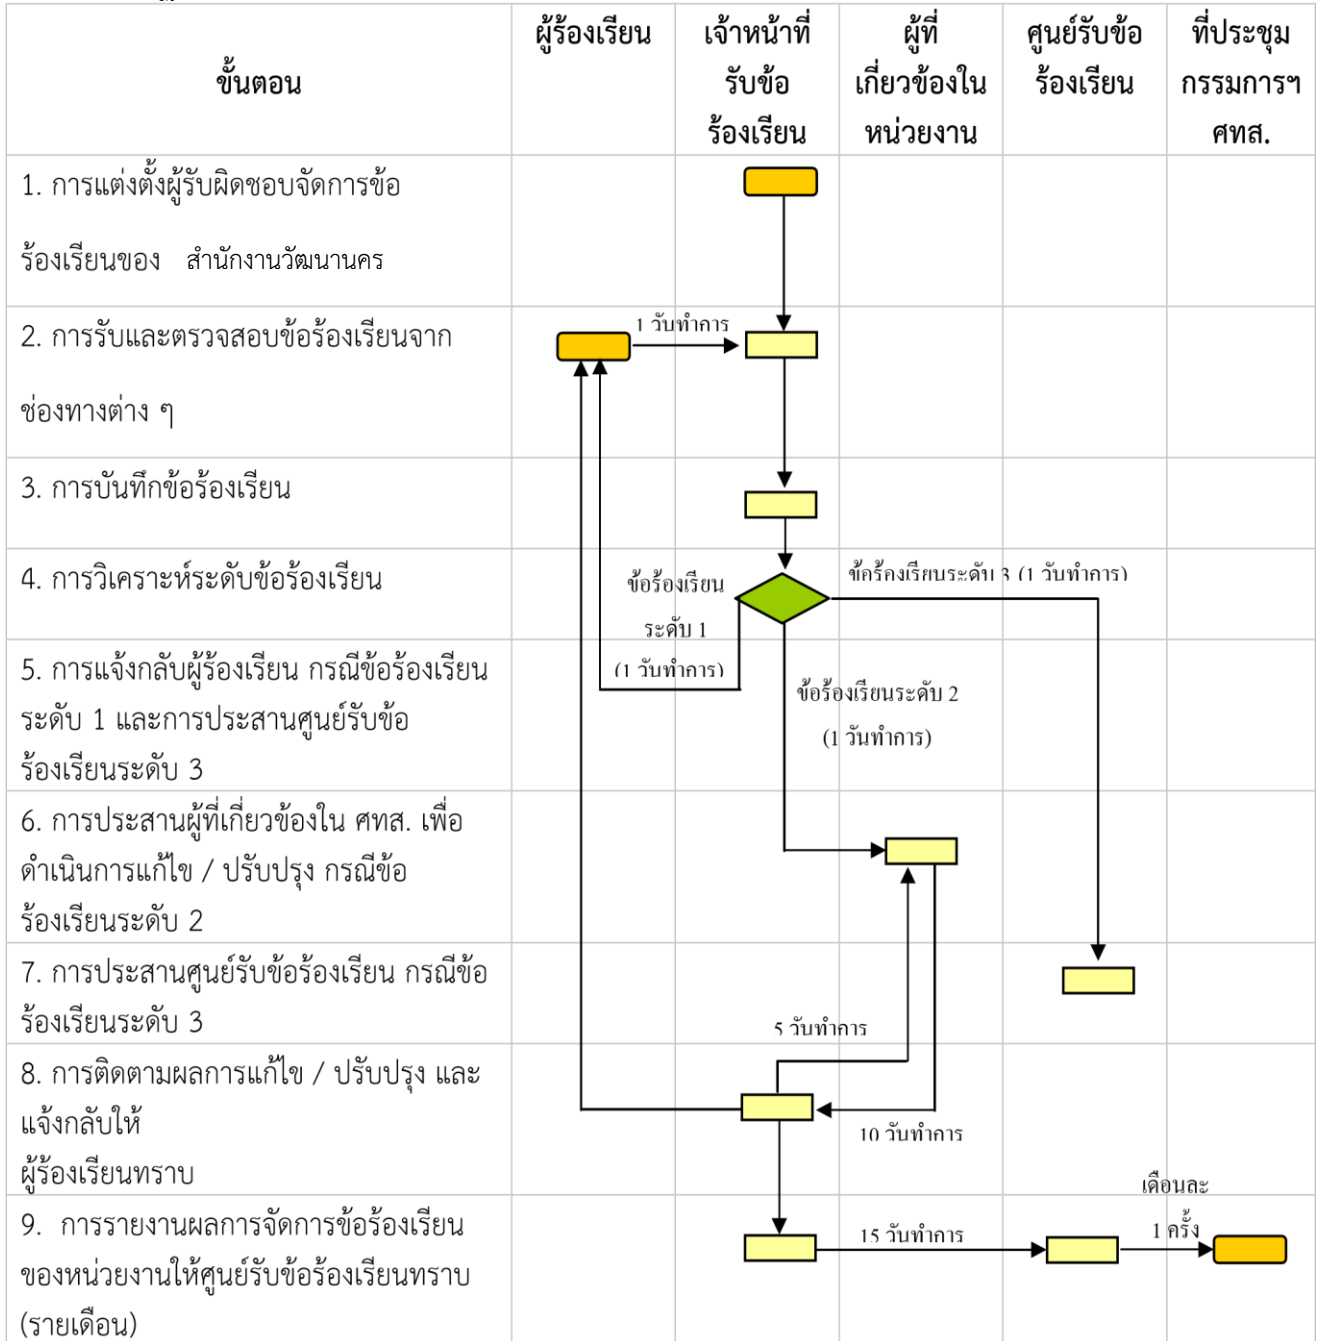 ขั้นตอน
ผู้ร้องเรียน
เจ้าหน้าที่
รับข้อ
ร้องเรียน
ผู้ที่
เกี่ยวข้องใน
หน่วยงาน
ศูนย์รับข้อ
ร้องเรียน
ที่ประชุม
กรรมการฯ
ศทส.
1. การแต่งตั้งผู้รับผิดชอบจัดการข้อ
ร้องเรียนของ สำนักงานวัฒนานคร
2. การรับและตรวจสอบข้อร้องเรียนจาก
ช่องทางต่าง ๆ
1 วันทำการ
3. การบันทึกข้อร้องเรียน
4. การวิเคราะห์ระดับข้อร้องเรียน
ข้อร้องเรียน
ระดับ 1
(1 วันทำการ)
ข้อร้องเรียนระดับ 3 (1 วันทำการ)
5. การแจ้งกลับผู้ร้องเรียน กรณีข้อร้องเรียน
ระดับ 1 และการประสานศูนย์รับข้อ
ร้องเรียนระดับ 3
ข้อร้องเรียนระดับ 2
(1 วันทำการ)
6. การประสานผู้ที่เกี่ยวข้องใน ศทส. เพื่อ
ดำเนินการแก้ไข / ปรับปรุง กรณีข้อ
ร้องเรียนระดับ 2
7. การประสานศูนย์รับข้อร้องเรียน กรณีข้อ
ร้องเรียนระดับ 3
5 วันทำการ
8. การติดตามผลการแก้ไข / ปรับปรุง และ
แจ้งกลับให้
ผู้ร้องเรียนทราบ
10 วันทำการ
9. การรายงานผลการจัดการข้อร้องเรียน
ของหน่วยงานให้ศูนย์รับข้อร้องเรียนทราบ
(รายเดือน)
15 วันทำการ
เดือนละ
1 ครั้ง